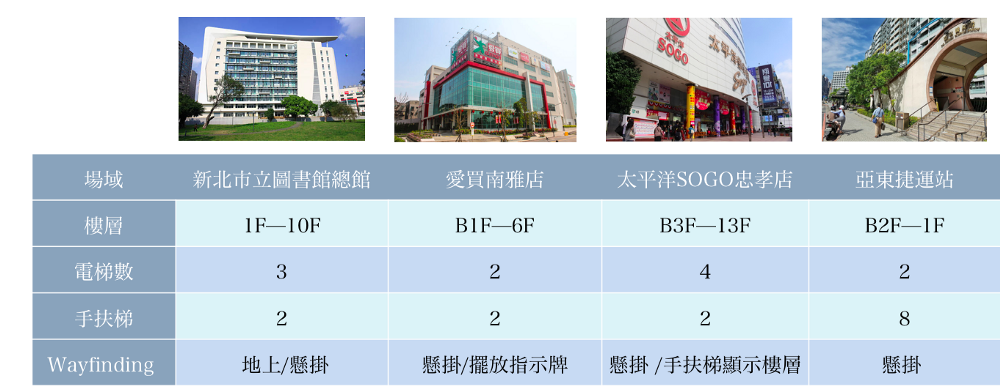 太平洋
SOGO
場域 新北市立圖書館總館 愛買南雅店 太平洋SOGO忠孝店 亞東捷運站
樓層 1F—10F B1F—6F B3F—13F B2F—1F
電梯數 3 2 4 2
手扶梯 2 2 2 8
Wayfinding 地上/懸掛 懸掛/擺放指示牌 懸掛 /手扶梯顯示樓層 懸掛